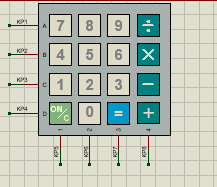 KP1 A 7 8 9 ÷
KP2 B 4 5 6 ×
KP3 C 1 2 3 −
KP4 D ON/C 0 = +
1 2 3 4
KP5 KP6 KP7 KP8